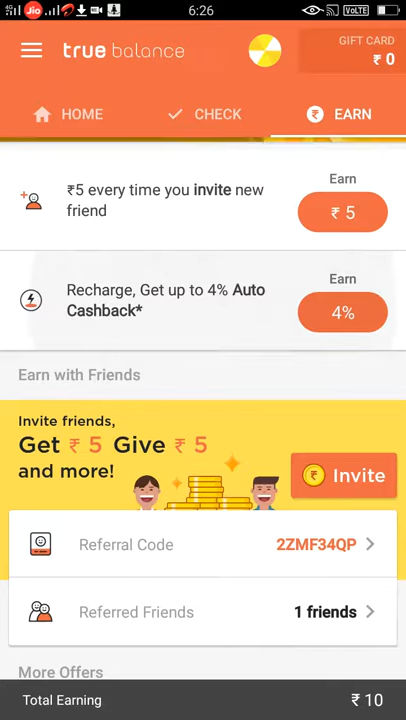 4G Jio 6:26 VoLTE
true balance
GIFT CARD
₹ 0
HOME CHECK ₹ EARN
₹5 every time you invite new
friend
Earn
₹ 5
Recharge, Get up to 4% Auto
Cashback*
Earn
4%
Earn with Friends
Invite friends,
Get ₹ 5 Give ₹ 5
and more!
₹ Invite
Referral Code 2ZMF34QP
Referred Friends 1 friends
More Offers
Total Earning ₹ 10